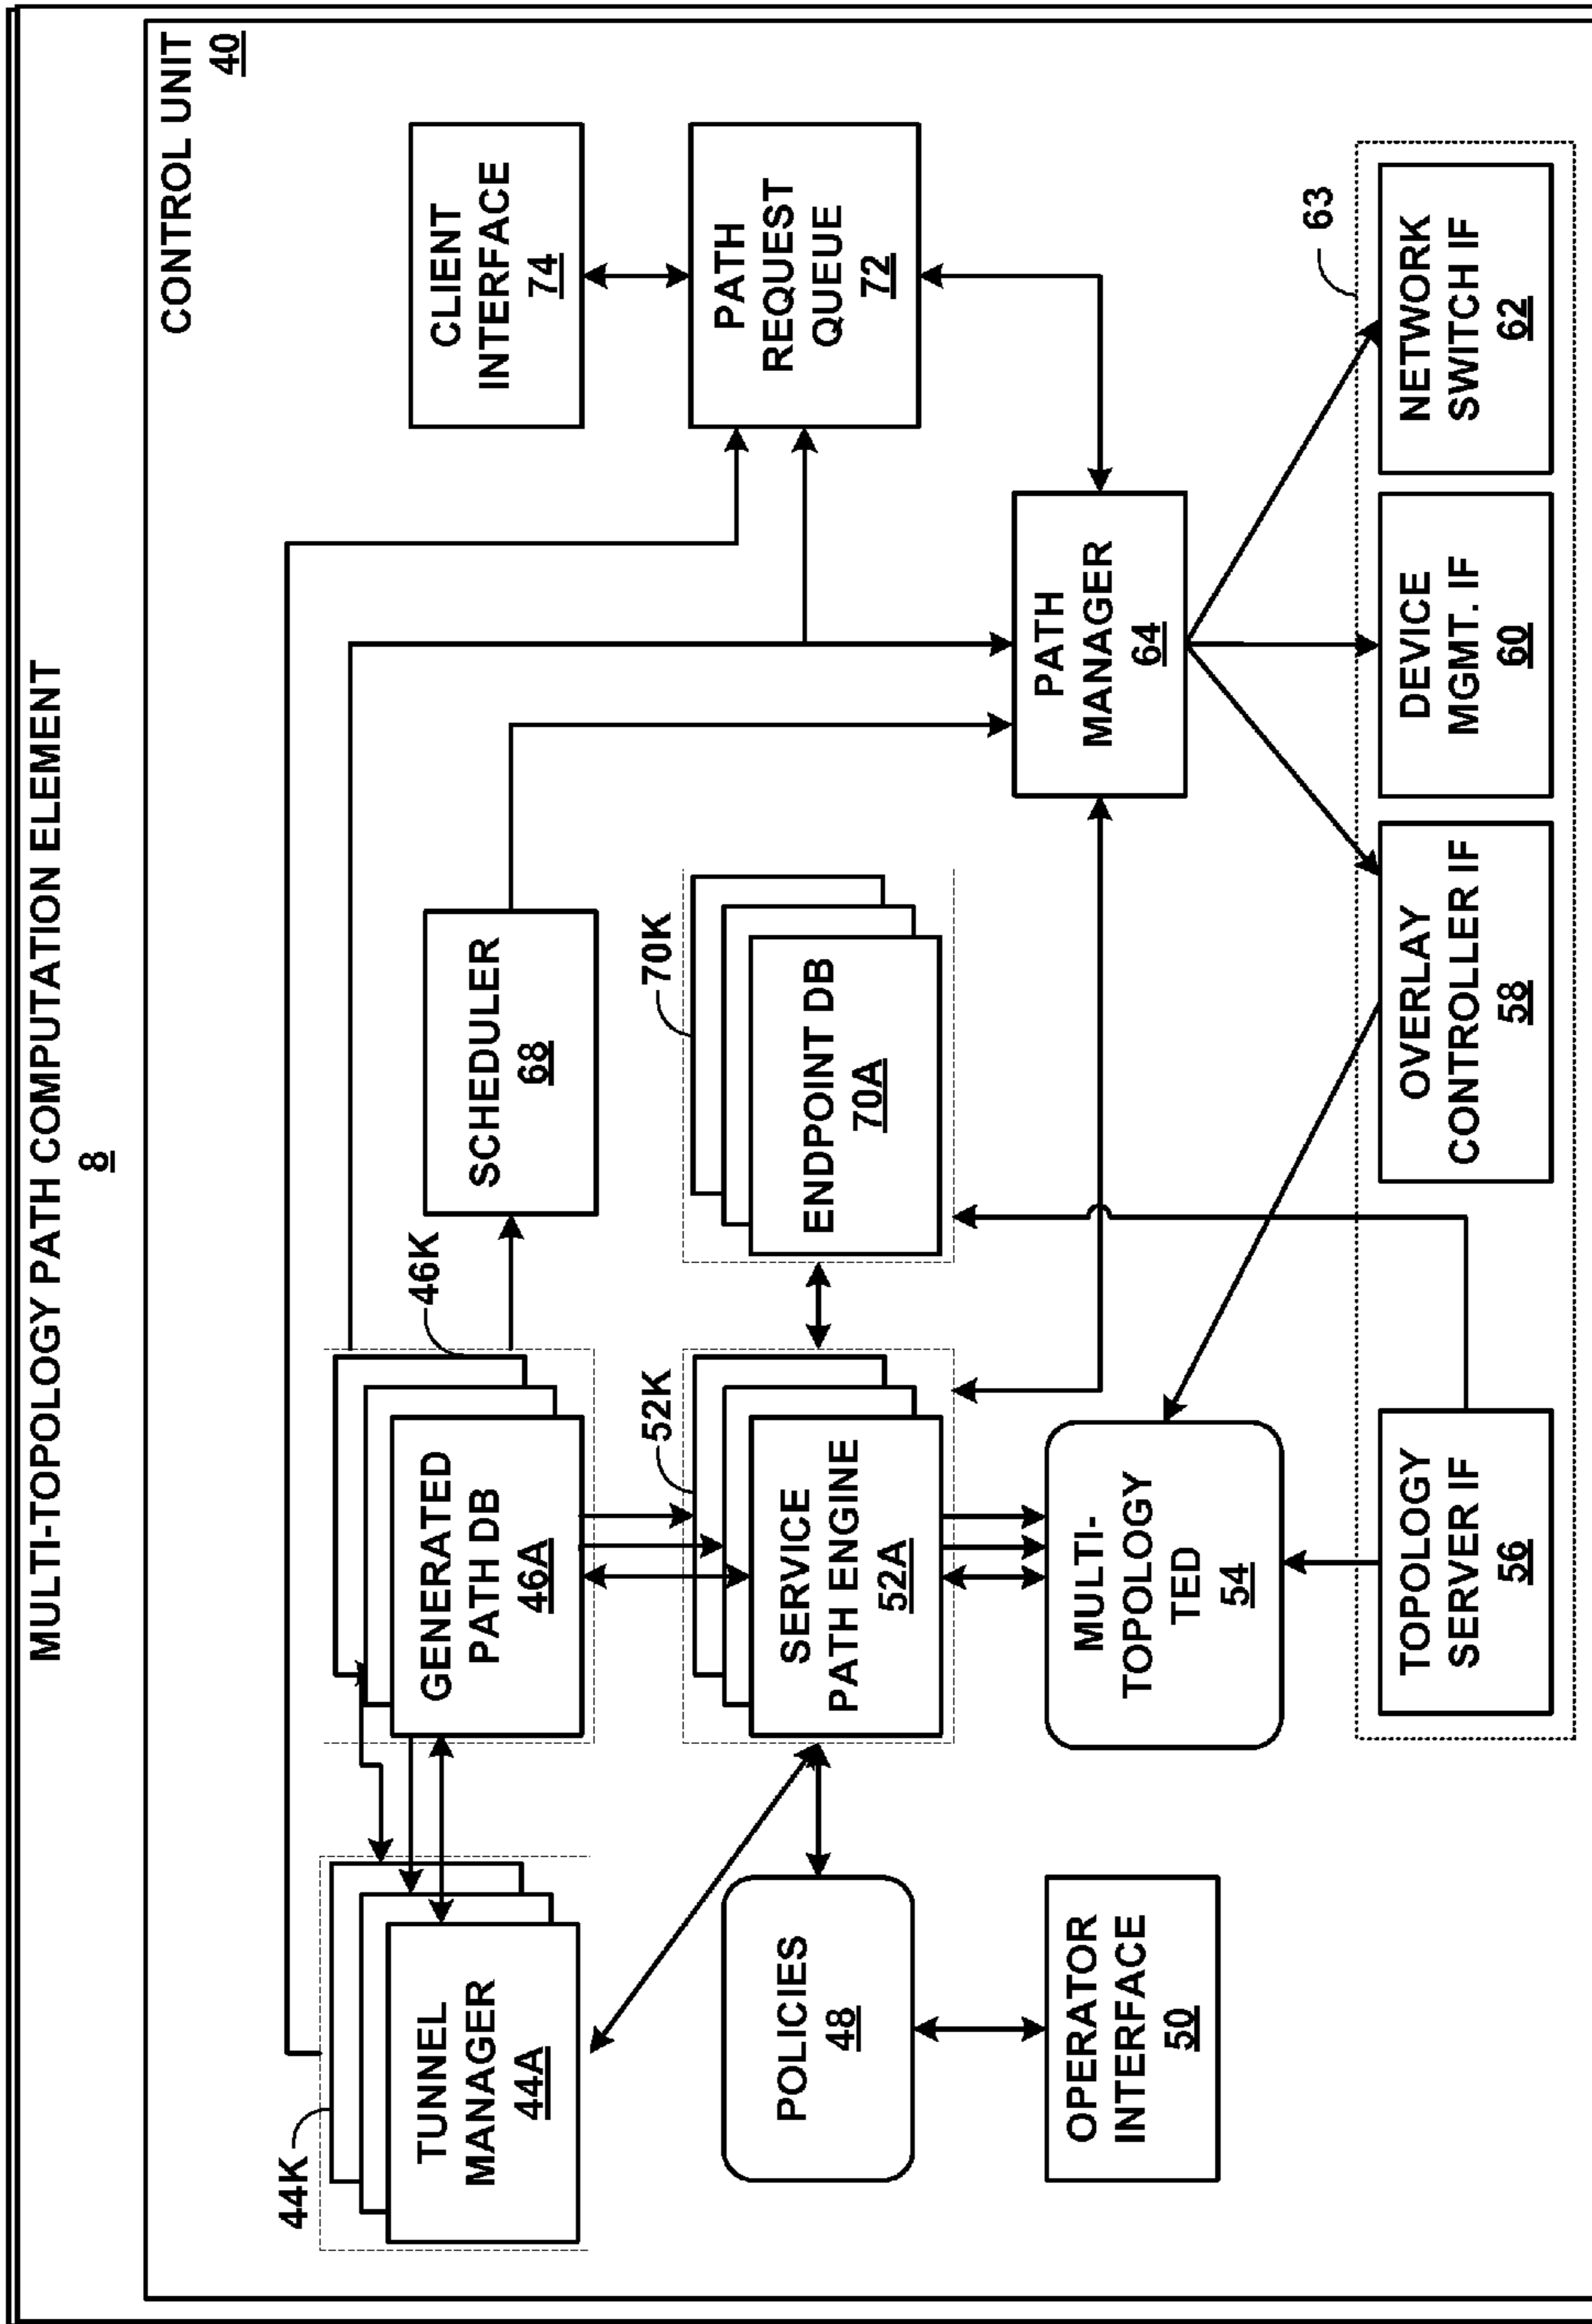 MULTI-TOPOLOGY PATH COMPUTATION ELEMENT
8
CONTROL UNIT
40
44K
TUNNEL
MANAGER
44A
46K
GENERATED
PATH DB
46A
SCHEDULER
68
CLIENT
INTERFACE
74
POLICIES
48
52K
SERVICE
PATH ENGINE
52A
70K
ENDPOINT DB
70A
PATH
REQUEST
QUEUE
72
OPERATOR
INTERFACE
50
MULTI-
TOPOLOGY
TED
54
PATH
MANAGER
64
63
TOPOLOGY
SERVER IF
56
OVERLAY
CONTROLLER IF
58
DEVICE
MGMT. IF
60
NETWORK
SWITCH IF
62